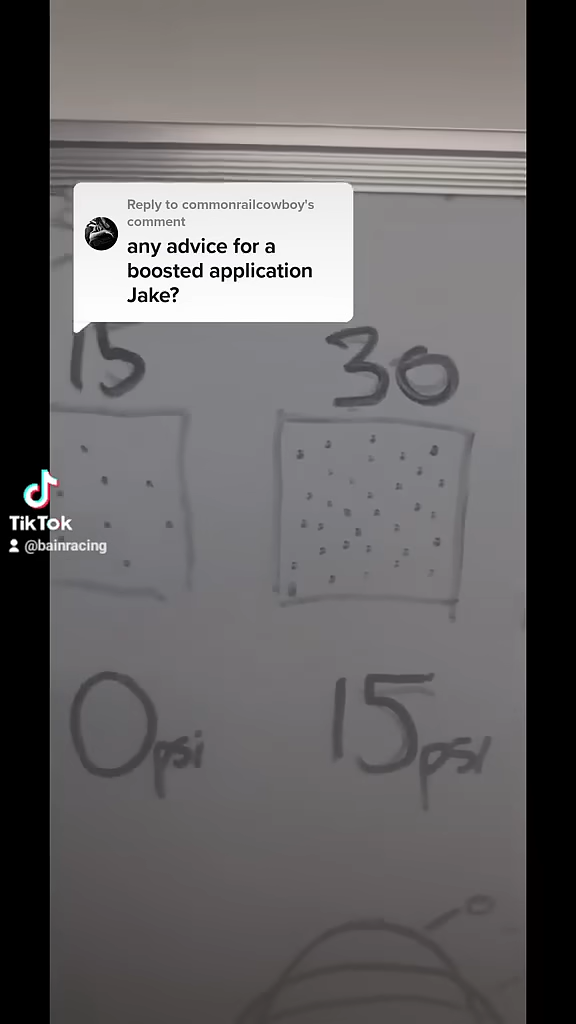 Reply to commonrailcowboy's
comment
any advice for a
boosted application
Jake?
15 30
TikTok
@bainracing
0psi 15psi